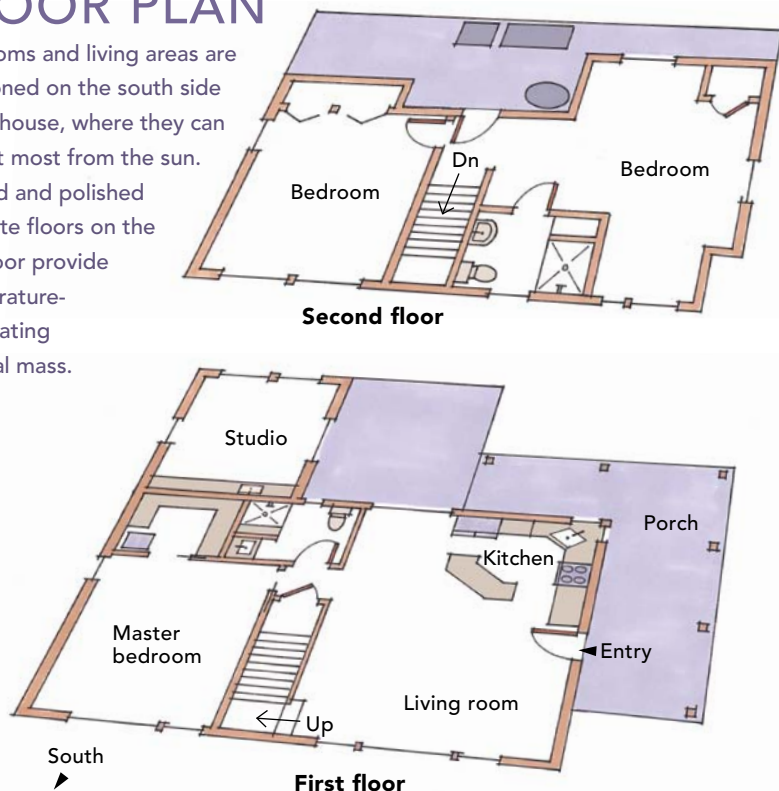 OOR PLAN
oms and living areas are
oned on the south side
house, where they can
t most from the sun.
d and polished
te floors on the
oor provide
rature-
ating
al mass.
Bedroom
Dn
Bedroom
Second floor
Studio
Porch
Kitchen
Master
bedroom
Entry
Living room
Up
South
First floor